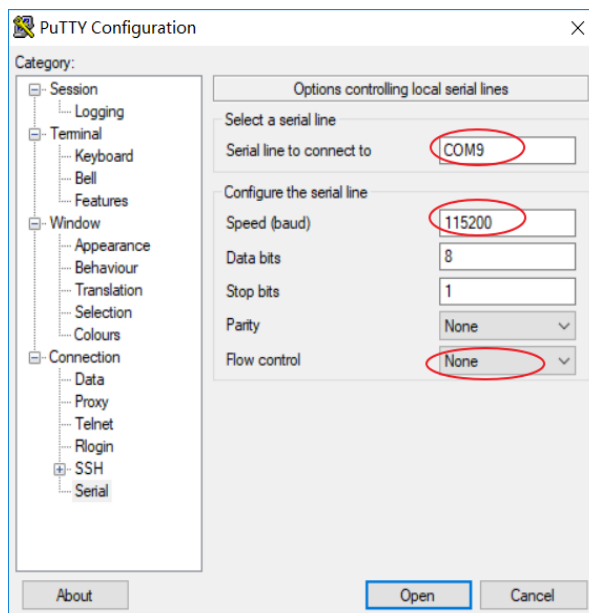 PuTTY Configuration
Category:
Session
Logging
Terminal
Keyboard
Bell
Features
Window
Appearance
Behaviour
Translation
Selection
Colours
Connection
Data
Proxy
Telnet
Rlogin
SSH
Serial
Options controlling local serial lines
Select a serial line
Serial line to connect to COM9
Configure the serial line
Speed (baud) 115200
Data bits 8
Stop bits 1
Parity None
Flow control None
About Open Cancel